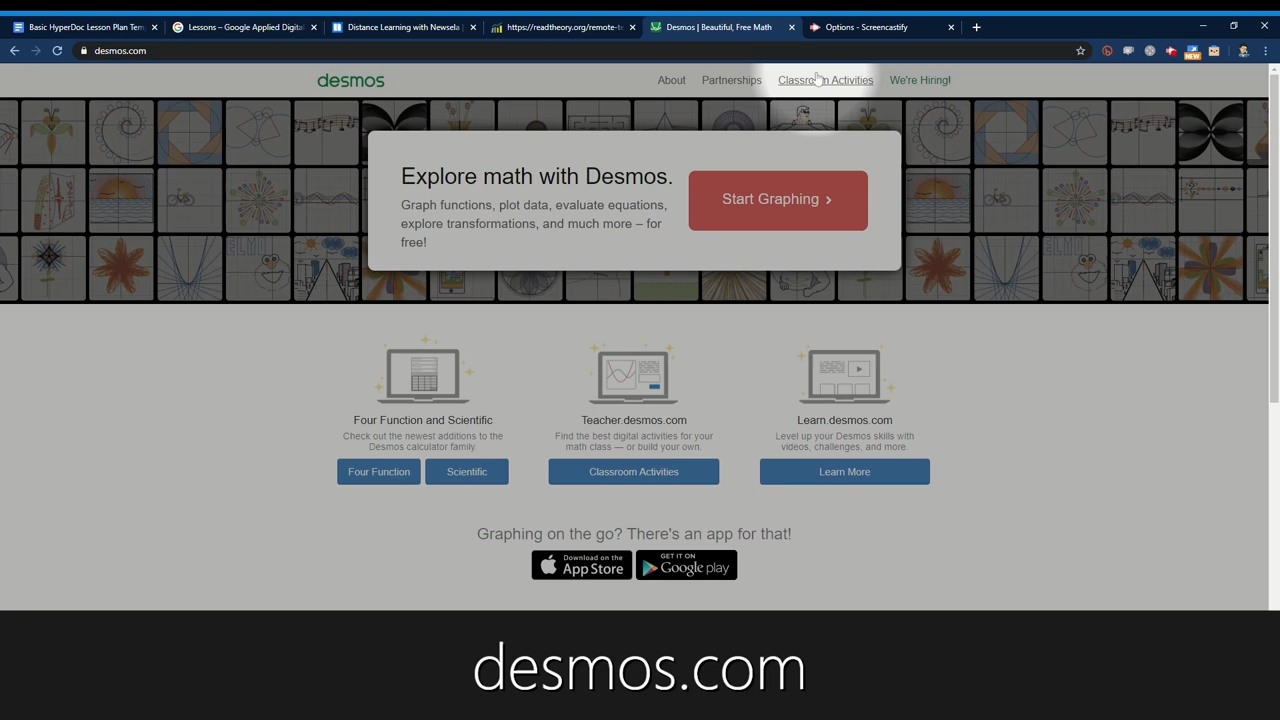 Basic HyperDoc Lesson Plan Tem
Lessons – Google Applied Digital
Distance Learning with Newsela |
https://readtheory.org/remote-te
Desmos | Beautiful, Free Math
Options - Screencastify
desmos.com
NEW
desmos
About
Partnerships
Classroom Activities
We're Hiring!
Explore math with Desmos.
Graph functions, plot data, evaluate equations,
explore transformations, and much more – for
free!
Start Graphing ›
Four Function and Scientific
Check out the newest additions to the
Desmos calculator family.
Four Function
Scientific
Teacher.desmos.com
Find the best digital activities for your
math class — or build your own.
Classroom Activities
Learn.desmos.com
Level up your Desmos skills with
videos, challenges, and more.
Learn More
Graphing on the go? There's an app for that!
Download on the
App Store
GET IT ON
Google play
desmos.com